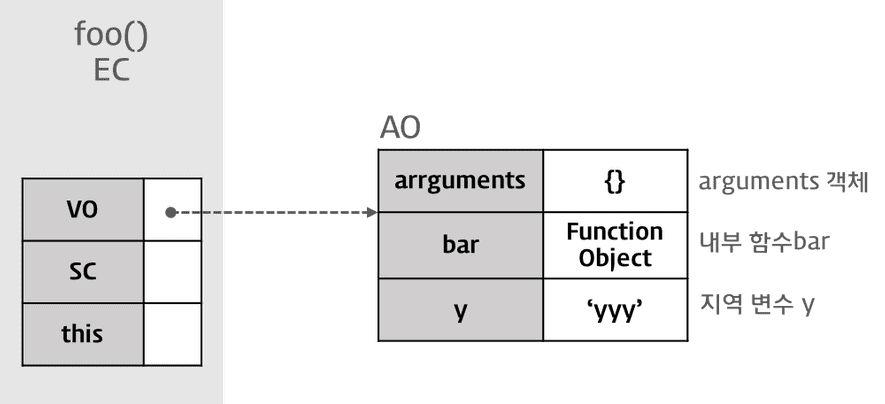 foo()
EC
VO
SC
this
AO
arrguments {} arguments 객체
bar Function Object 내부 함수bar
y ‘yyy’ 지역 변수 y